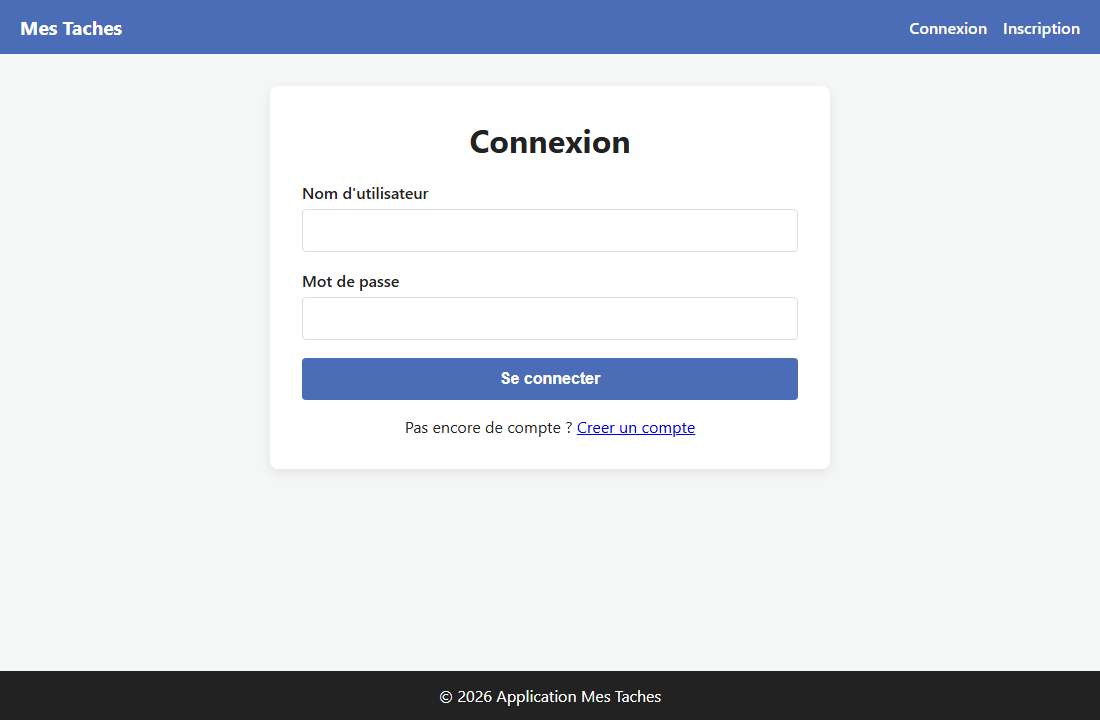 Mes Taches
Connexion Inscription
Connexion
Nom d'utilisateur
Mot de passe
Se connecter
Pas encore de compte ? Creer un compte
© 2026 Application Mes Taches